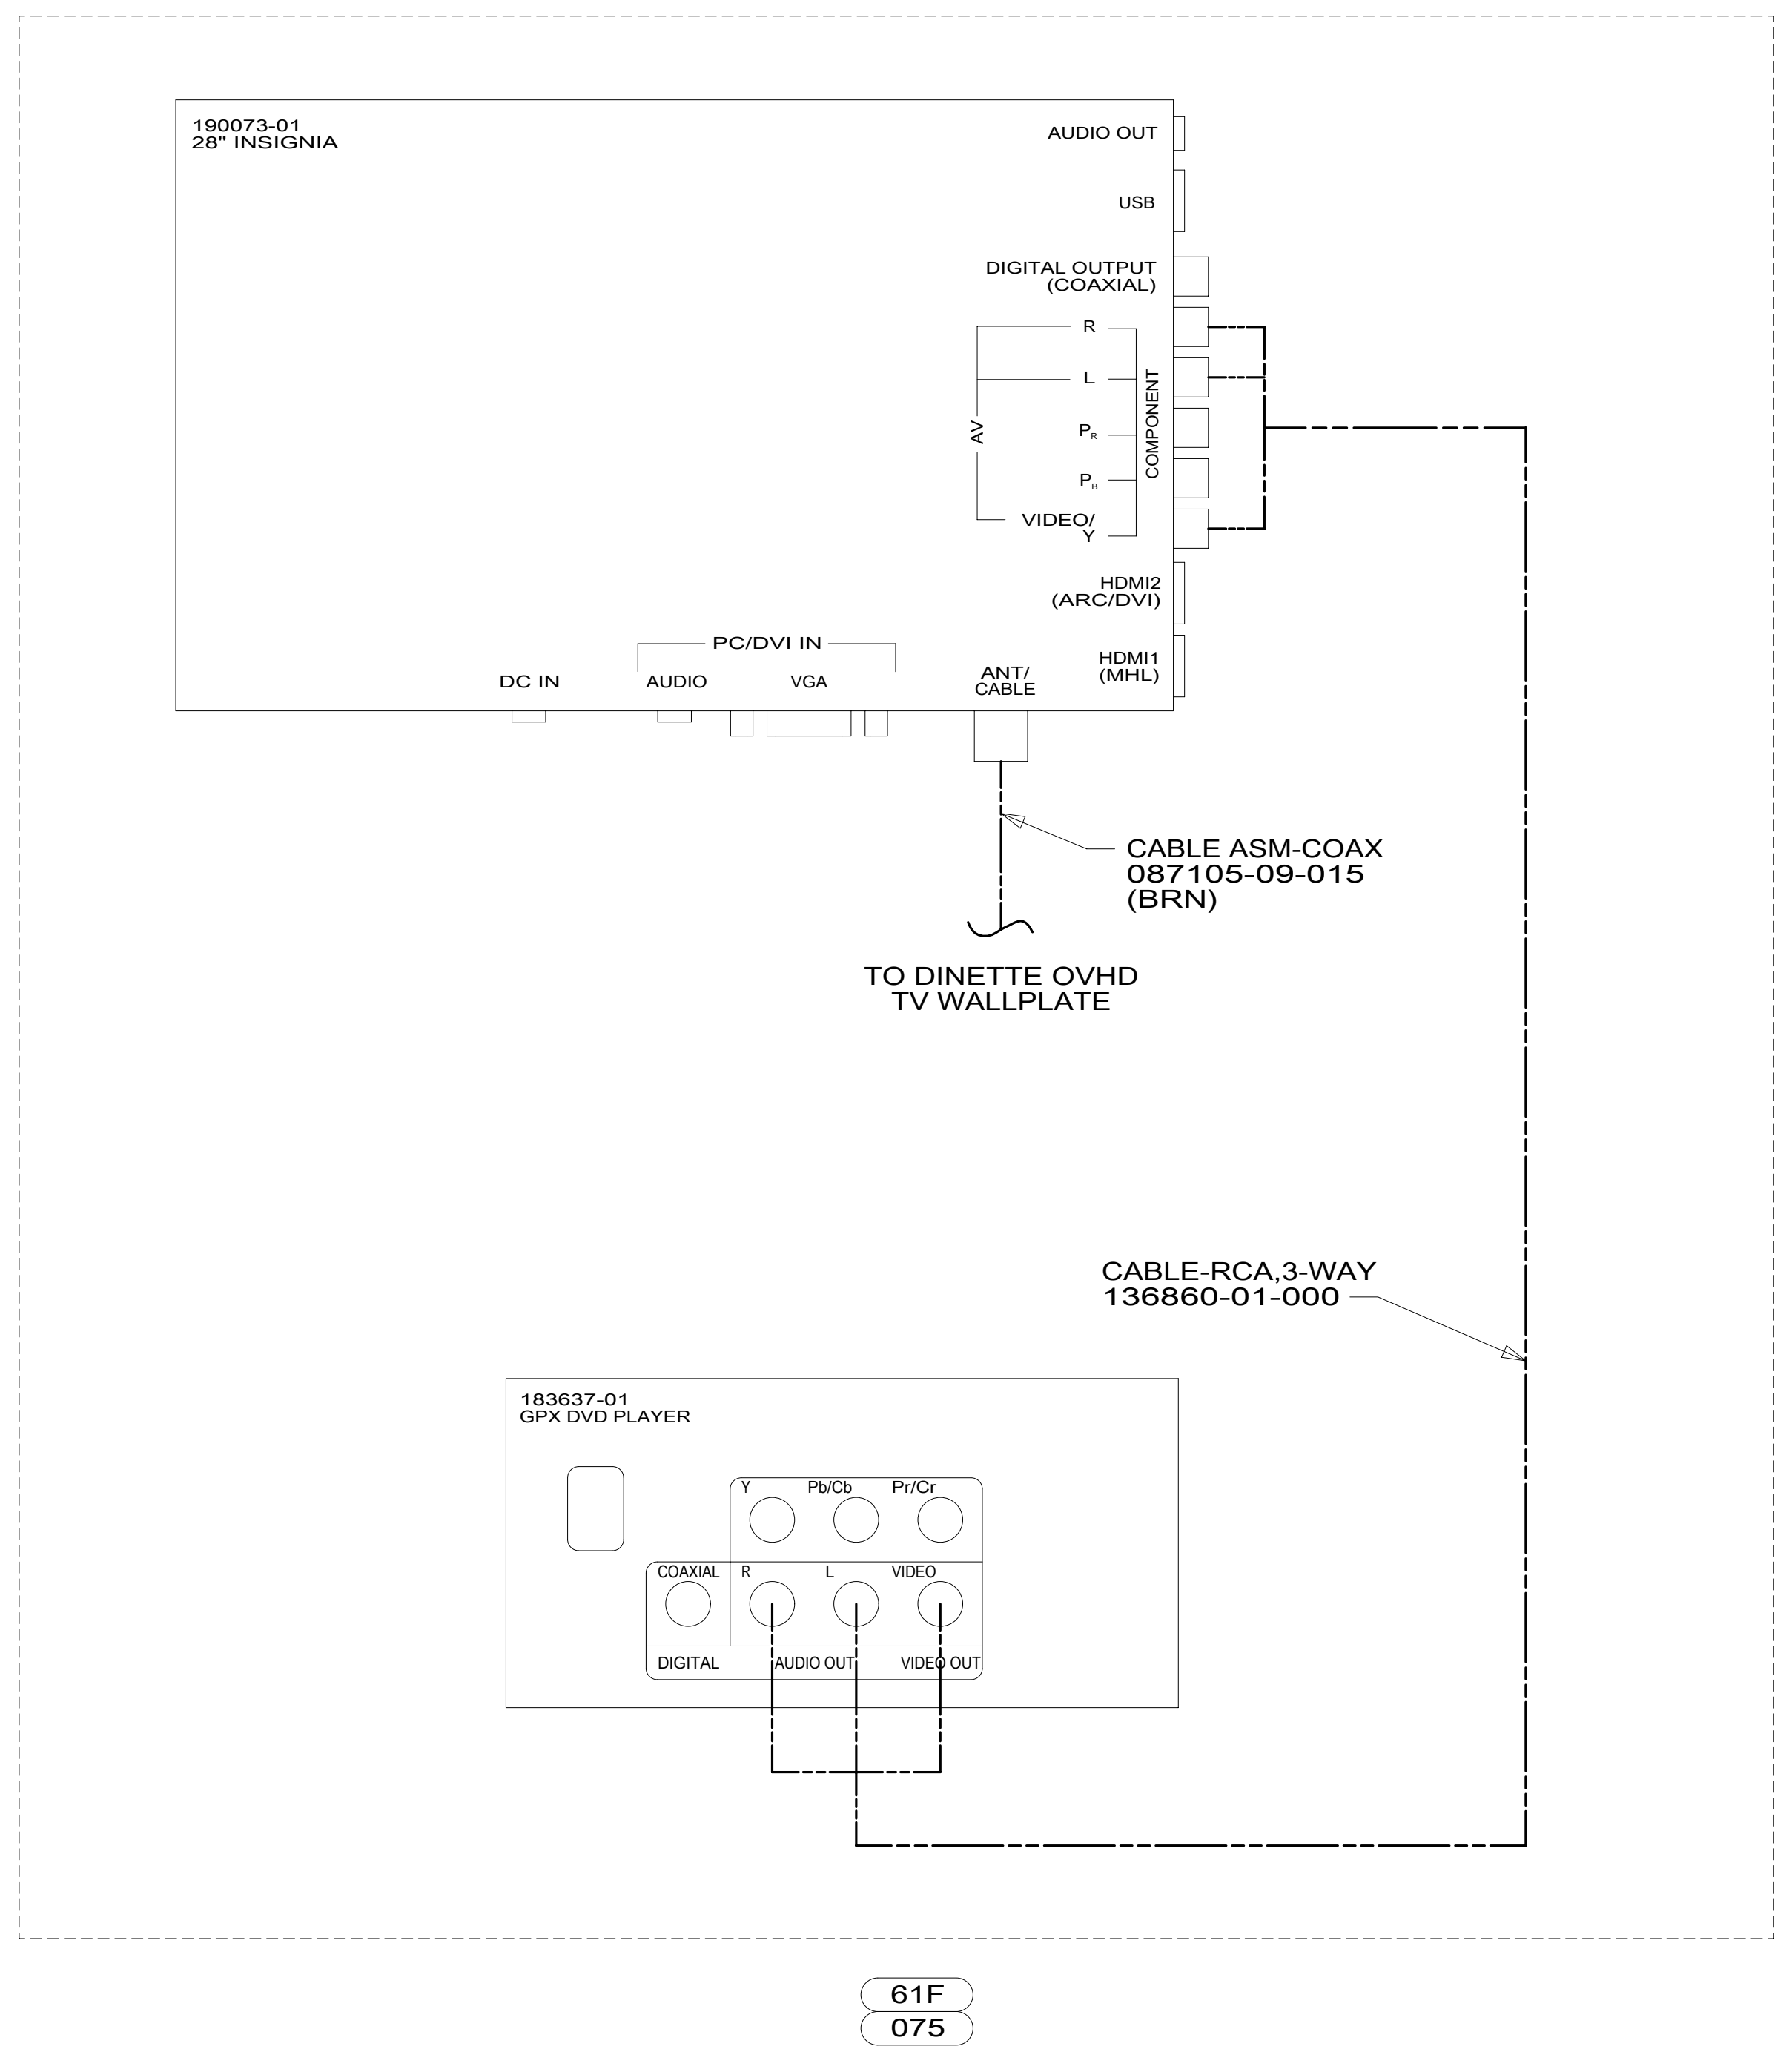 190073-01
28" INSIGNIA
AUDIO OUT
USB
DIGITAL OUTPUT
(COAXIAL)
R
L
PR
PB
VIDEO/
Y
AV
COMPONENT
HDMI2
(ARC/DVI)
HDMI1
(MHL)
PC/DVI IN
DC IN
AUDIO
VGA
ANT/
CABLE
CABLE ASM-COAX
087105-09-015
(BRN)
TO DINETTE OVHD
TV WALLPLATE
CABLE-RCA,3-WAY
136860-01-000
183637-01
GPX DVD PLAYER
Y Pb/Cb Pr/Cr
COAXIAL R L VIDEO
DIGITAL AUDIO OUT VIDEO OUT
61F
075